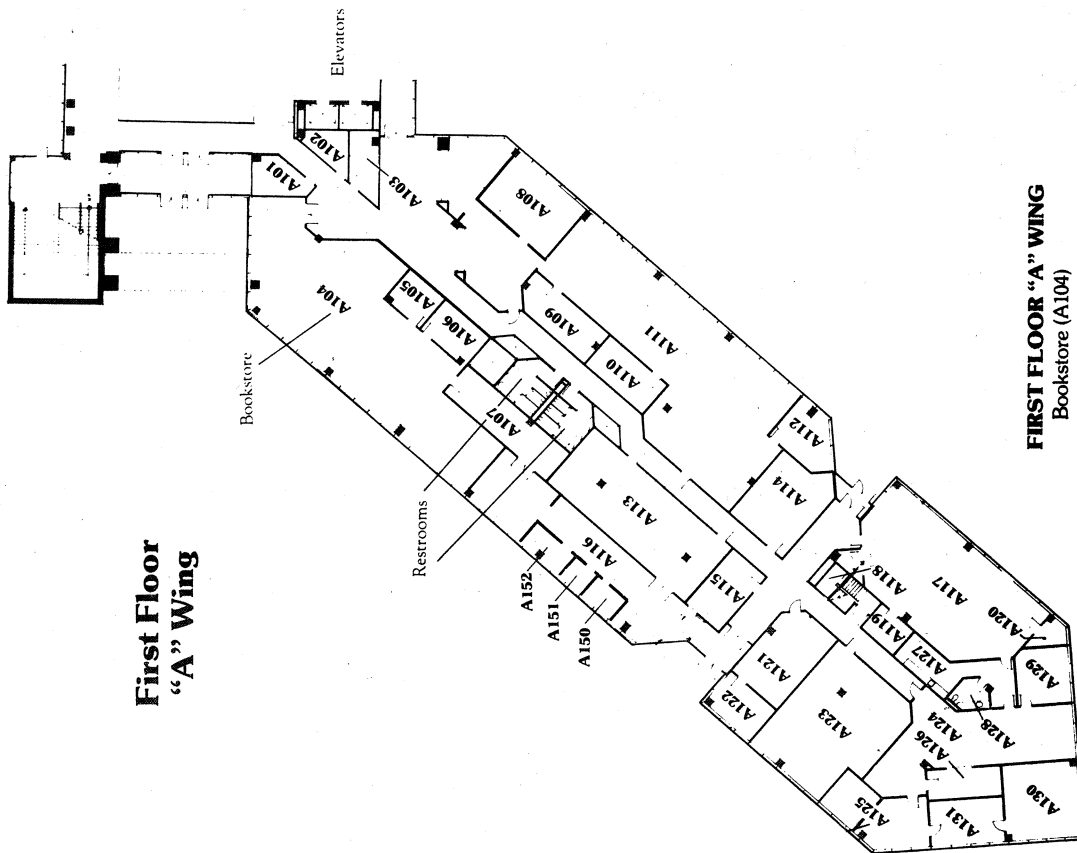 First Floor
“A” Wing
Elevators
A102
A101
A103
A108
A104
Bookstore
A105
A106
A109
A111
A110
A107
Restrooms
A112
A113
A114
A116
A152
A151
A150
A115
A118
A117
A119
A120
A121
A127
A122
A129
A123
A124
A128
A126
A125
A130
A131
FIRST FLOOR “A” WING
Bookstore (A104)